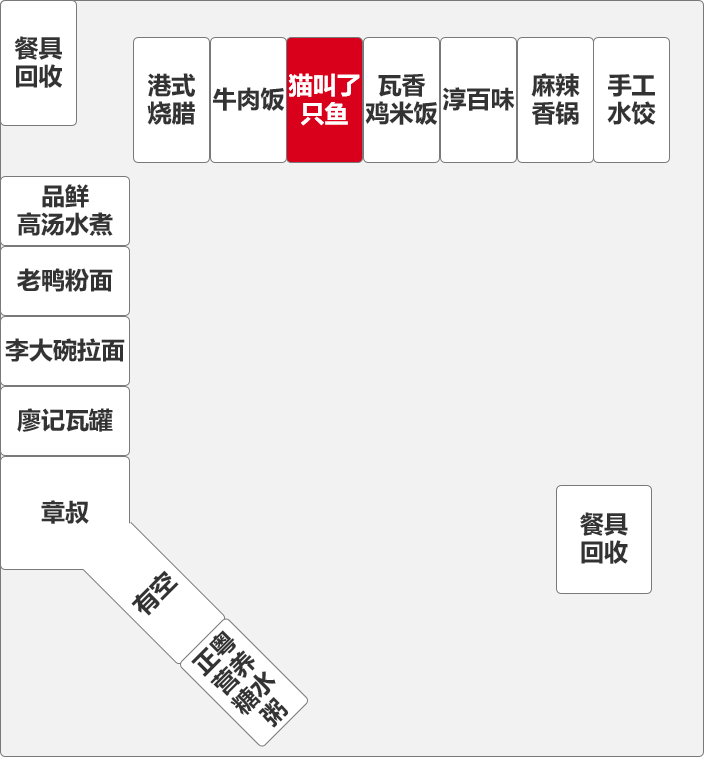 餐具
回收
港式
烧腊
牛肉饭
猫叫了
只鱼
瓦香
鸡米饭
淳百味
麻辣
香锅
手工
水饺
品鲜
高汤水煮
老鸭粉面
李大碗拉面
廖记瓦罐
章叔
有空
正粤
营养
糖水
粥
餐具
回收